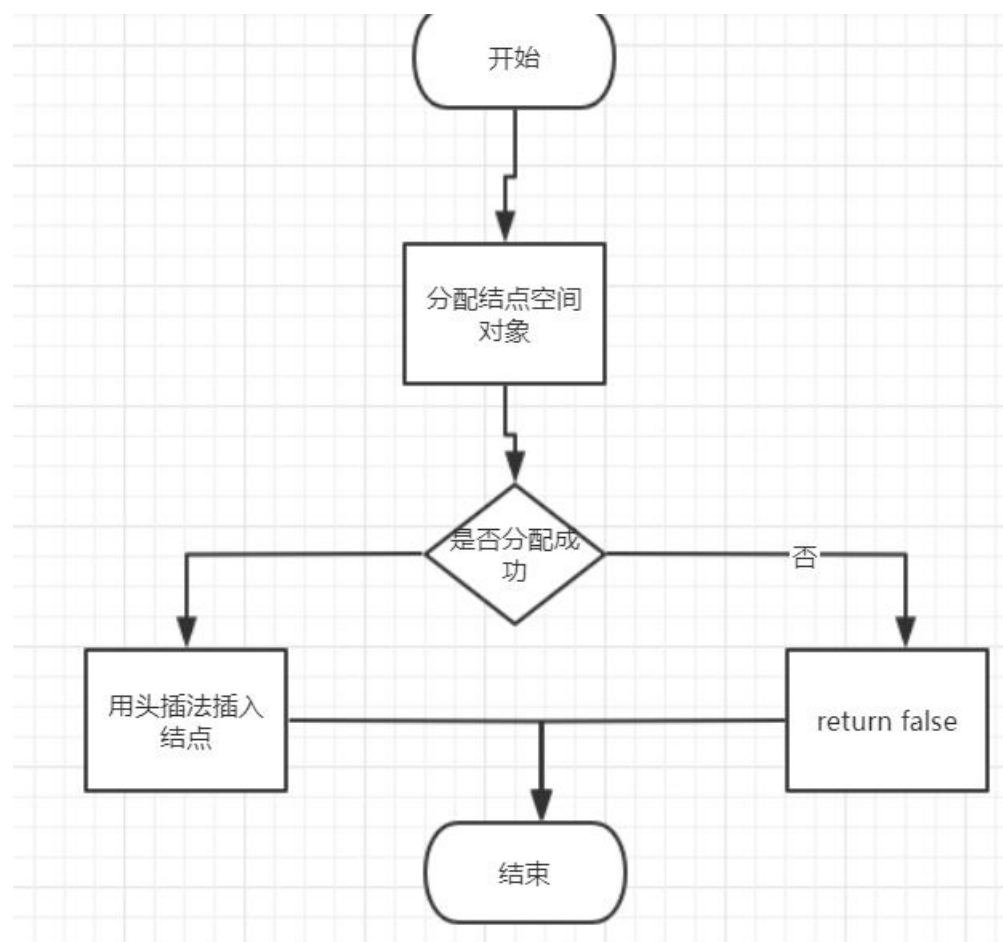 开始
分配结点空间
对象
是否分配成
功
否
用头插法插入
结点
return false
结束